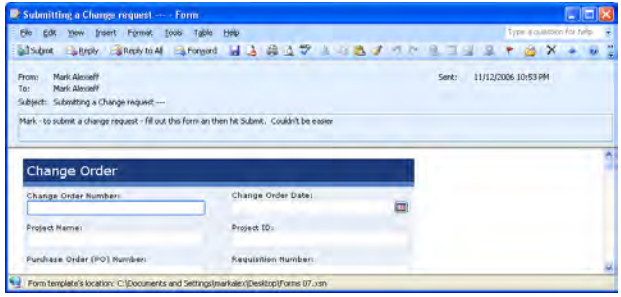 Submitting a Change request --- - Form
File Edit View Insert Format Tools Table Help Type a question for help
Submit Reply Reply to All Forward
From: Mark Alexieff Sent: 11/12/2006 10:53 PM
To: Mark Alexieff
Subject: Submitting a Change request ---
Mark - to submit a change request - fill out this form an then hit Submit. Couldn't be easier
Change Order
Change Order Number: Change Order Date:
Project Name: Project ID:
Purchase Order (PO) Number: Requisition Number:
Form template's location: C:\Documents and Settings\markalex\Desktop\Forms 07.xsn